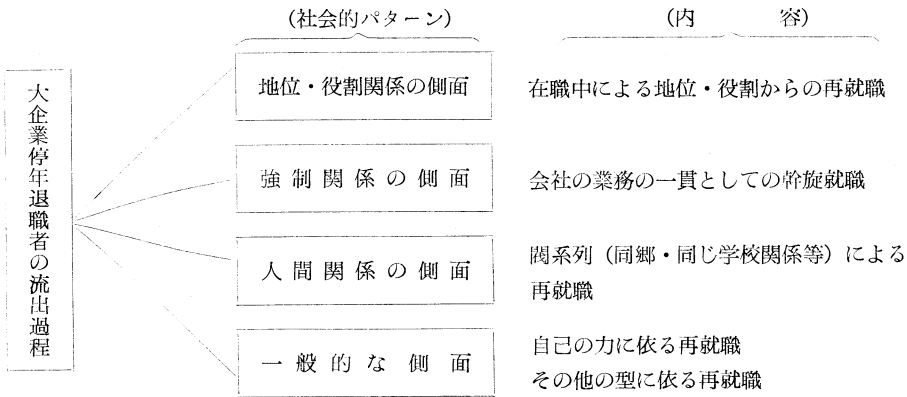 (社会的パターン)
(内 容)
大企業停年退職者の流出過程
地位・役割関係の側面
在職中による地位・役割からの再就職
強制関係の側面
会社の業務の一貫としての幹旋就職
人間関係の側面
閥系列（同郷・同じ学校関係等）による
再就職
一般的な側面
自己の力に依る再就職
その他の型に依る再就職